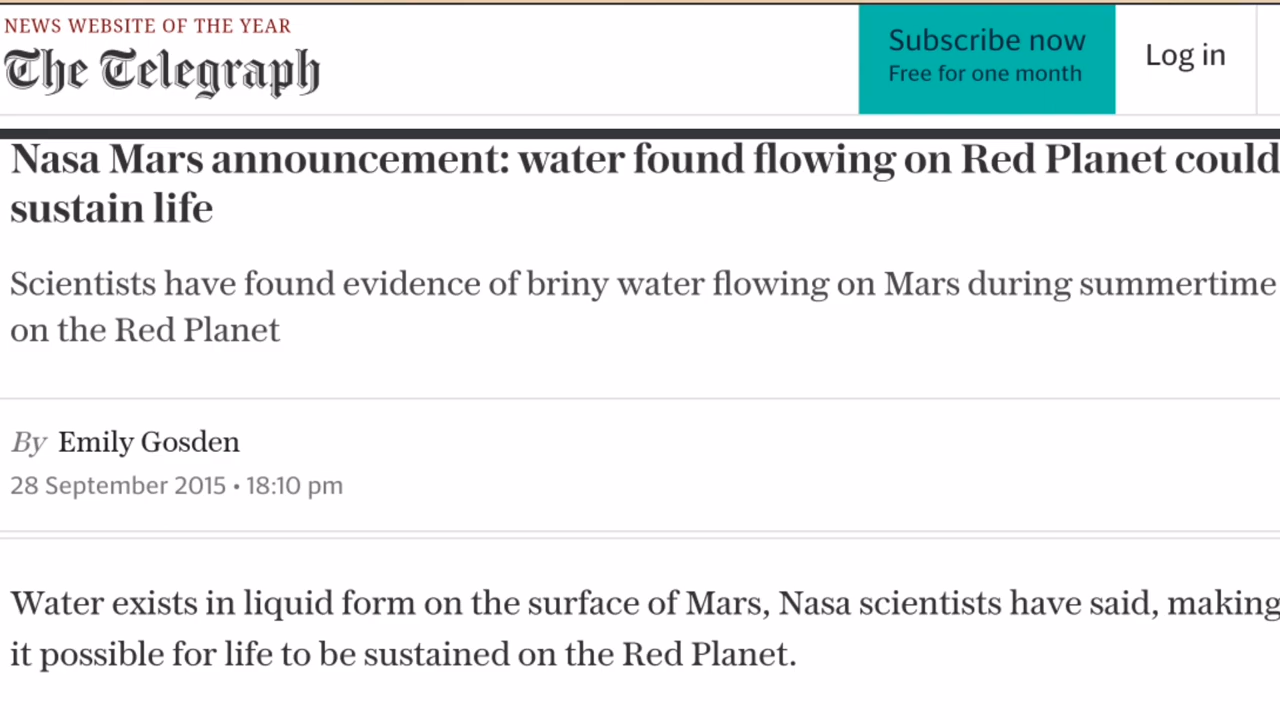 NEWS WEBSITE OF THE YEAR
The Telegraph
Subscribe now
Free for one month
Log in
Nasa Mars announcement: water found flowing on Red Planet could
sustain life
Scientists have found evidence of briny water flowing on Mars during summertime
on the Red Planet
By Emily Gosden
28 September 2015 • 18:10 pm
Water exists in liquid form on the surface of Mars, Nasa scientists have said, making
it possible for life to be sustained on the Red Planet.